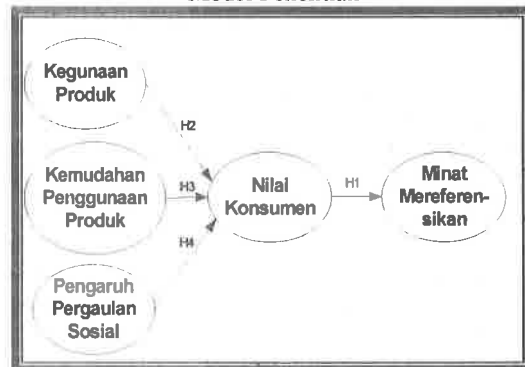 Kegunaan
Produk
H2
Kemudahan
Penggunaan
Produk
H3
Nilai
Konsumen
H1
Minat
Mereferen-
sikan
H4
Pengaruh
Pergaulan
Sosial